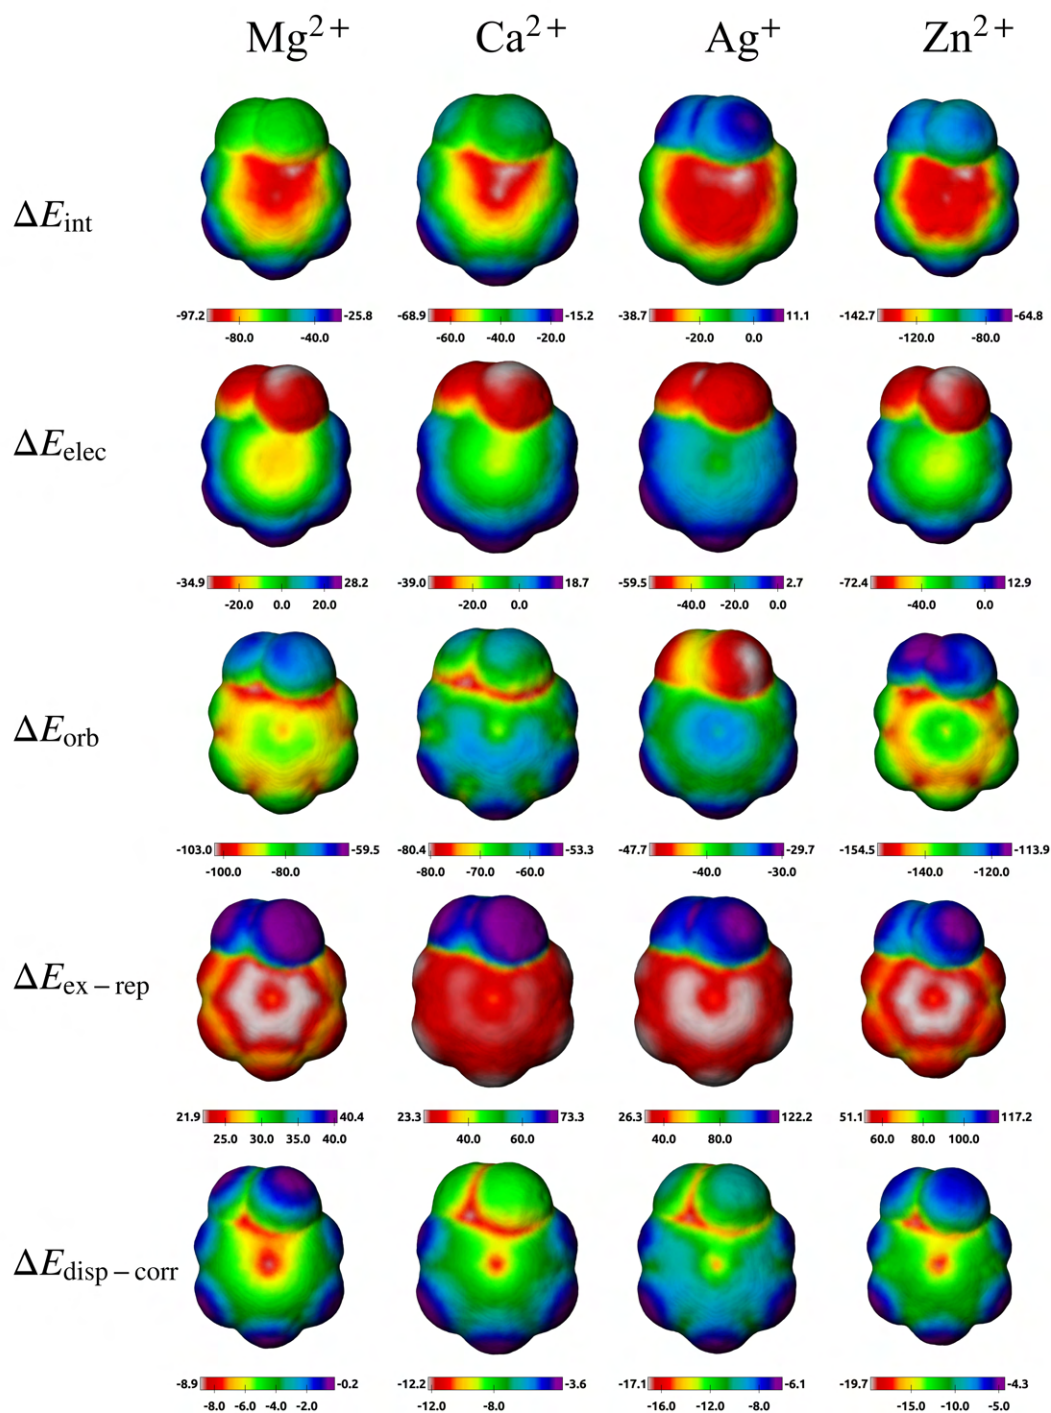 Mg2+ Ca2+ Ag+ Zn2+
ΔEint
-97.2 -25.8 -68.9 -15.2 -38.7 11.1 -142.7 -64.8
-80.0 -40.0 -60.0 -40.0 -20.0 -20.0 0.0 -120.0 -80.0
ΔEelec
-34.9 28.2 -39.0 18.7 -59.5 2.7 -72.4 12.9
-20.0 0.0 20.0 -20.0 0.0 -40.0 -20.0 0.0 -40.0 0.0
ΔEorb
-103.0 -59.5 -80.4 -53.3 -47.7 -29.7 -154.5 -113.9
-100.0 -80.0 -80.0 -70.0 -60.0 -40.0 -30.0 -140.0 -120.0
ΔEex−rep
21.9 40.4 23.3 73.3 26.3 122.2 51.1 117.2
25.0 30.0 35.0 40.0 40.0 60.0 40.0 80.0 60.0 80.0 100.0
ΔEdisp−corr
-8.9 -0.2 -12.2 -3.6 -17.1 -6.1 -19.7 -4.3
-8.0 -6.0 -4.0 -2.0 -12.0 -8.0 -16.0 -12.0 -8.0 -15.0 -10.0 -5.0